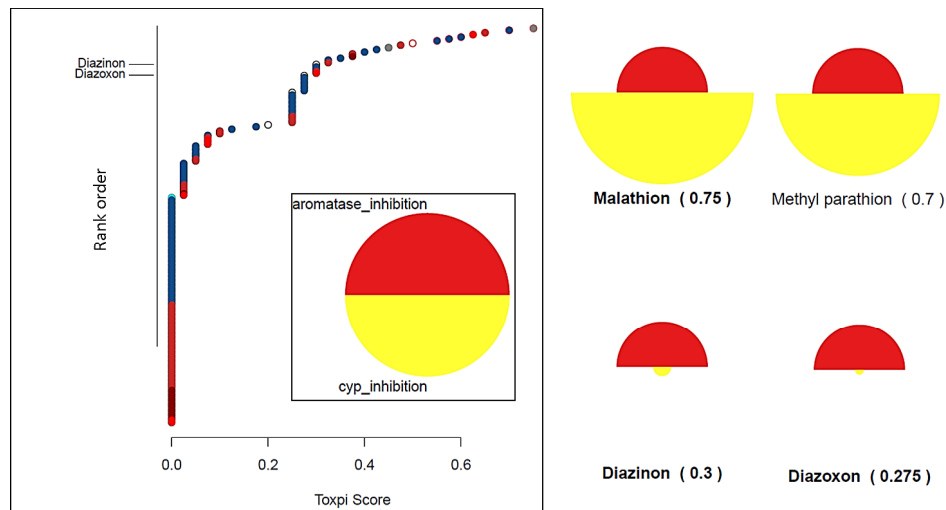 Diazinon
Diazoxon
Rank order
aromatase_inhibition
cyp_inhibition
0.0 0.2 0.4 0.6
Toxpi Score
Malathion ( 0.75 )
Methyl parathion ( 0.7 )
Diazinon ( 0.3 )
Diazoxon ( 0.275 )